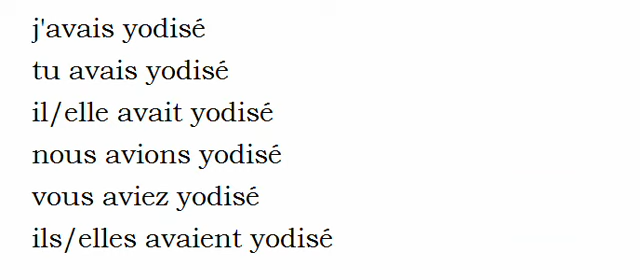 j'avais yodisé
tu avais yodisé
il/elle avait yodisé
nous avions yodisé
vous aviez yodisé
ils/elles avaient yodisé